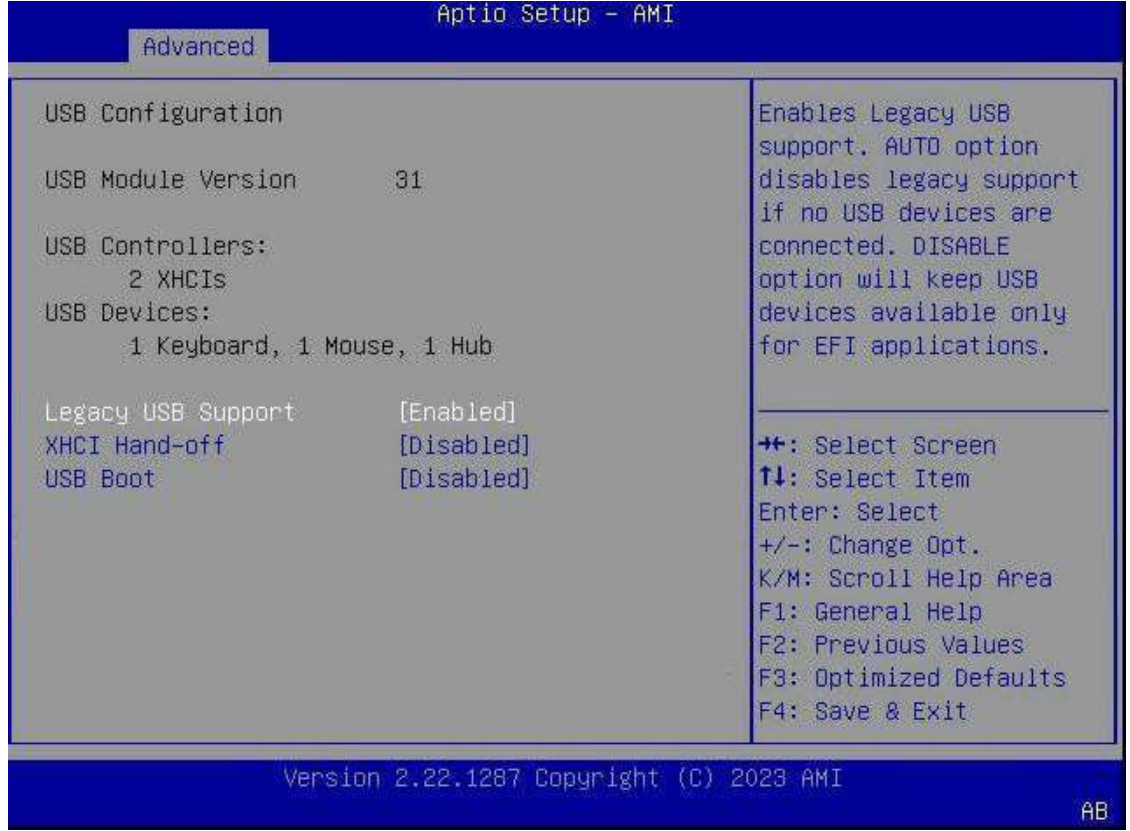 Aptio Setup - AMI
Advanced
USB Configuration
USB Module Version 31
USB Controllers:
2 XHCIs
USB Devices:
1 Keyboard, 1 Mouse, 1 Hub
Legacy USB Support [Enabled]
XHCI Hand-off [Disabled]
USB Boot [Disabled]
Enables Legacy USB
support. AUTO option
disables legacy support
if no USB devices are
connected. DISABLE
option will keep USB
devices available only
for EFI applications.
→←: Select Screen
↑↓: Select Item
Enter: Select
+/-: Change Opt.
K/M: Scroll Help Area
F1: General Help
F2: Previous Values
F3: Optimized Defaults
F4: Save & Exit
Version 2.22.1287 Copyright (C) 2023 AMI
AB